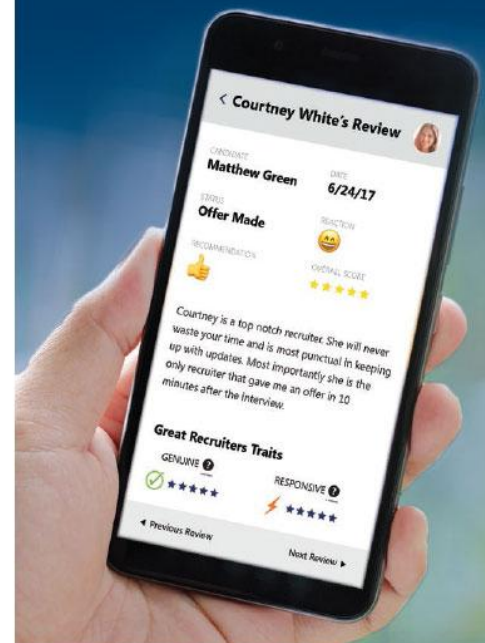 < Courtney White's Review
CANDIDATE
Matthew Green
DATE
6/24/17
STATUS
Offer Made
REACTION
RECOMMENDATION
OVERALL SCORE
Courtney is a top notch recruiter. She will never
waste your time and is most punctual in keeping
up with updates. Most importantly she is the
only recruiter that gave me an offer in 10
minutes after the Interview.
Great Recruiters Traits
GENUINE ?
RESPONSIVE ?
◀ Previous Review
Next Review ▶